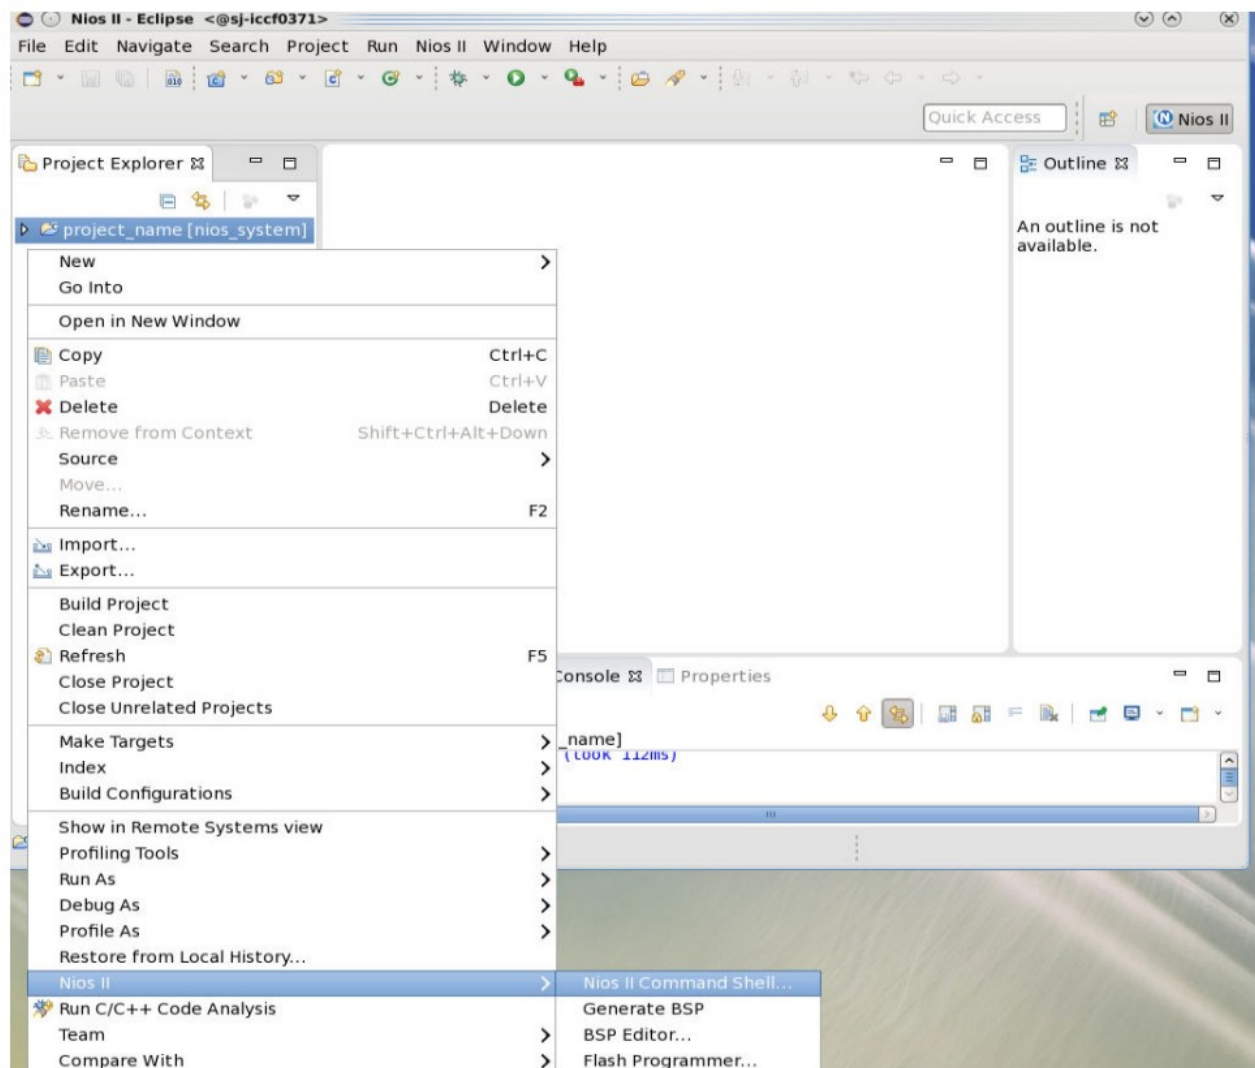 Nios II - Eclipse <@sj-iccf0371>
File Edit Navigate Search Project Run Nios II Window Help
Quick Access
Nios II
Project Explorer
Outline
project_name [nios_system]
An outline is not
available.
New
Go Into
Open in New Window
Copy Ctrl+C
Paste Ctrl+V
Delete Delete
Remove from Context Shift+Ctrl+Alt+Down
Source
Move...
Rename... F2
Import...
Export...
Build Project
Clean Project
Refresh F5
Close Project
Close Unrelated Projects
Console Properties
Make Targets
_name]
(took 112ms)
Index
Build Configurations
Show in Remote Systems view
Profiling Tools
Run As
Debug As
Profile As
Restore from Local History...
Nios II
Nios II Command Shell...
Run C/C++ Code Analysis
Generate BSP
Team
BSP Editor...
Compare With
Flash Programmer...